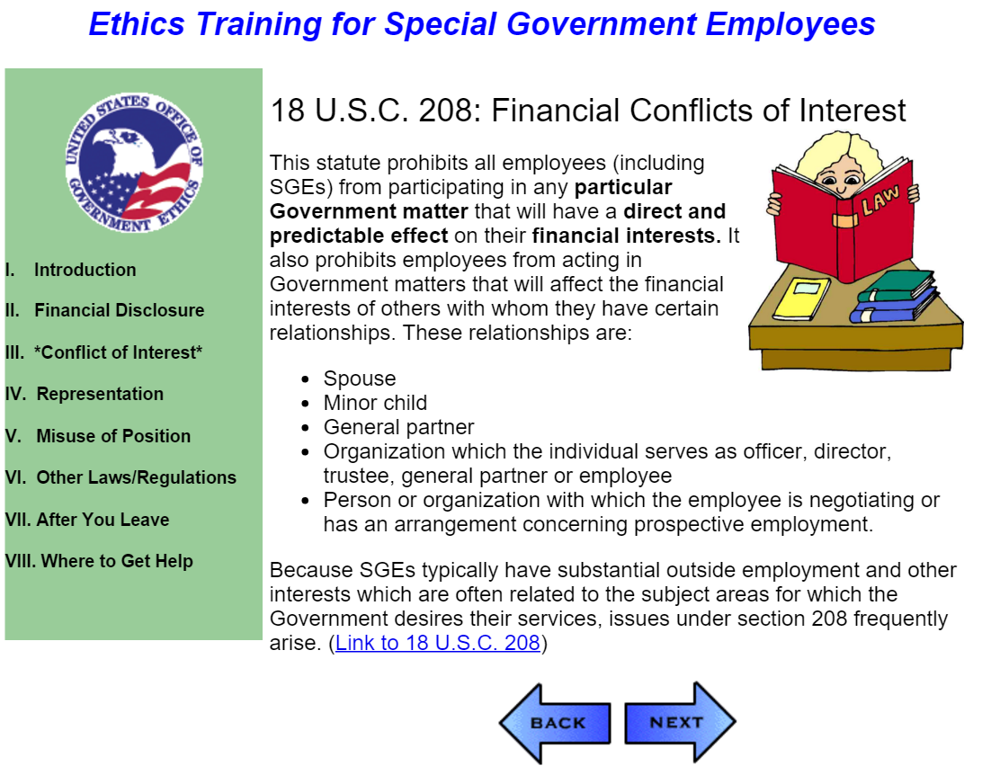 Ethics Training for Special Government Employees
UNITED STATES OFFICE OF
GOVERNMENT ETHICS
I. Introduction
II. Financial Disclosure
III. *Conflict of Interest*
IV. Representation
V. Misuse of Position
VI. Other Laws/Regulations
VII. After You Leave
VIII. Where to Get Help
18 U.S.C. 208: Financial Conflicts of Interest
This statute prohibits all employees (including
SGEs) from participating in any particular
Government matter that will have a direct and
predictable effect on their financial interests. It
also prohibits employees from acting in
Government matters that will affect the financial
interests of others with whom they have certain
relationships. These relationships are:
LAW
• Spouse
• Minor child
• General partner
• Organization which the individual serves as officer, director,
trustee, general partner or employee
• Person or organization with which the employee is negotiating or
has an arrangement concerning prospective employment.
Because SGEs typically have substantial outside employment and other
interests which are often related to the subject areas for which the
Government desires their services, issues under section 208 frequently
arise. (Link to 18 U.S.C. 208)
BACK
NEXT